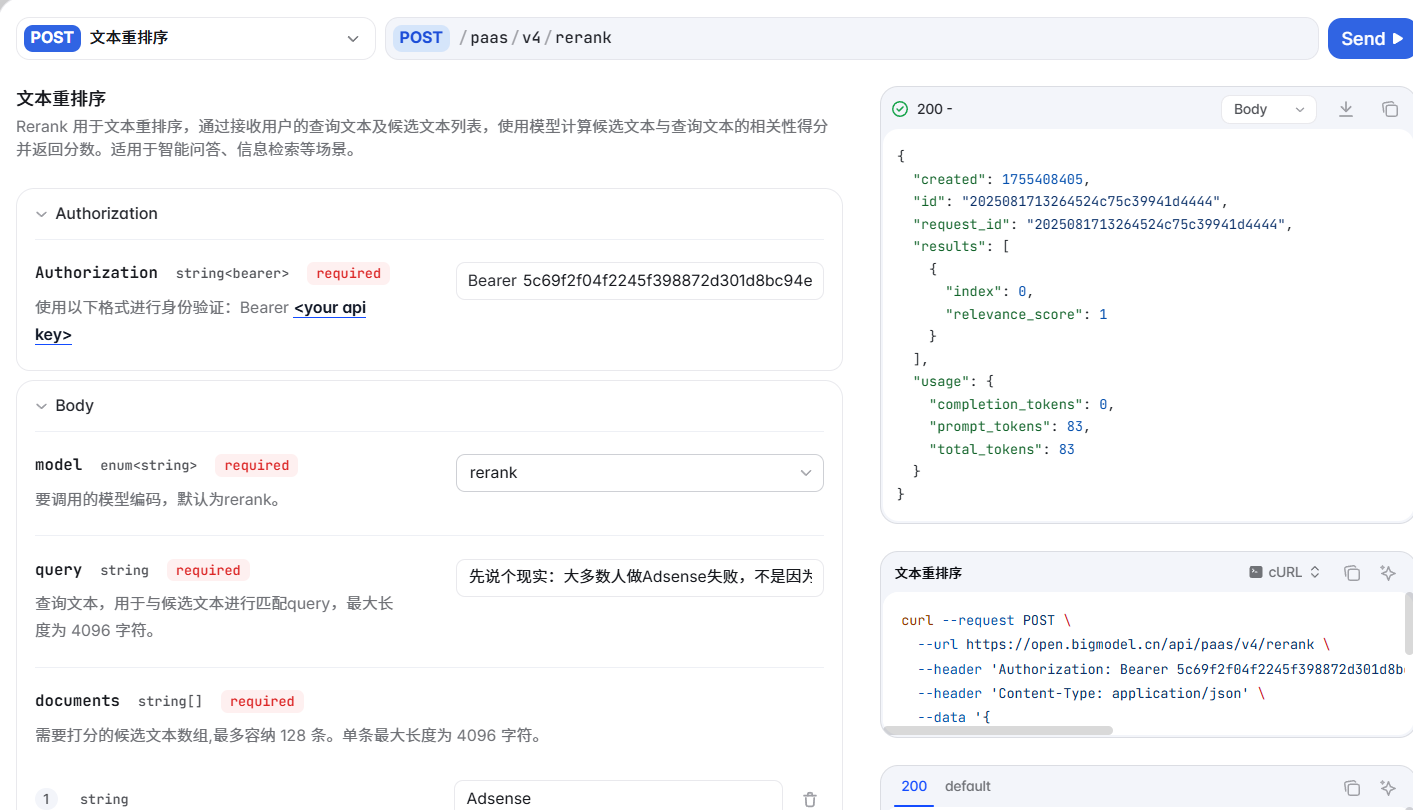 POST 文本重排序
POST /paas/v4/rerank
Send
文本重排序
Rerank 用于文本重排序，通过接收用户的查询文本及候选文本列表，使用模型计算候选文本与查询文本的相关性得分
并返回分数。适用于智能问答、信息检索等场景。
Authorization
Authorization string<bearer> required
Bearer 5c69f2f04f2245f398872d301d8bc94e
使用以下格式进行身份验证：Bearer <your api
key>
Body
model enum<string> required
rerank
要调用的模型编码，默认为rerank。
query string required
先说个现实：大多数人做Adsense失败，不是因为
查询文本，用于与候选文本进行匹配query，最大长
度为 4096 字符。
documents string[] required
需要打分的候选文本数组,最多容纳 128 条。单条最大长度为 4096 字符。
1 string
Adsense
200 -
Body
{
"created": 1755408405,
"id": "2025081713264524c75c39941d4444",
"request_id": "2025081713264524c75c39941d4444",
"results": [
{
"index": 0,
"relevance_score": 1
}
],
"usage": {
"completion_tokens": 0,
"prompt_tokens": 83,
"total_tokens": 83
}
}
文本重排序
cURL
curl --request POST \
--url https://open.bigmodel.cn/api/paas/v4/rerank \
--header 'Authorization: Bearer 5c69f2f04f2245f398872d301d8b
--header 'Content-Type: application/json' \
--data '{
200 default